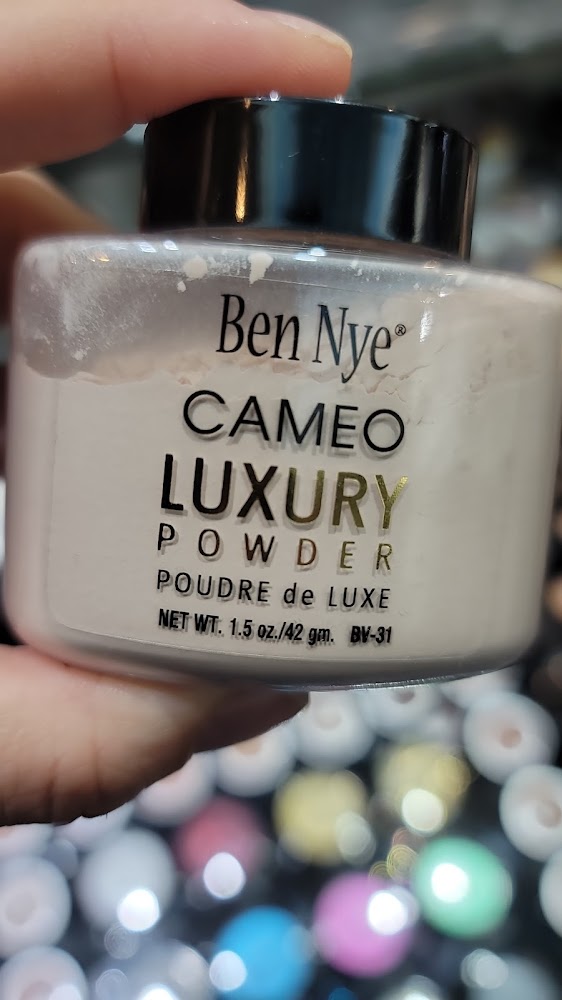 Ben Nye®
CAMEO
LUXURY
POWDER
POUDRE de LUXE
NET WT. 1.5 oz./42 gm. BV-31